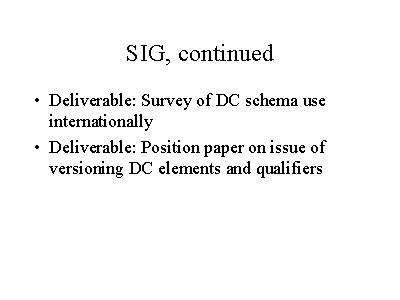 SIG, continued
• Deliverable: Survey of DC schema use
internationally
• Deliverable: Position paper on issue of
versioning DC elements and qualifiers